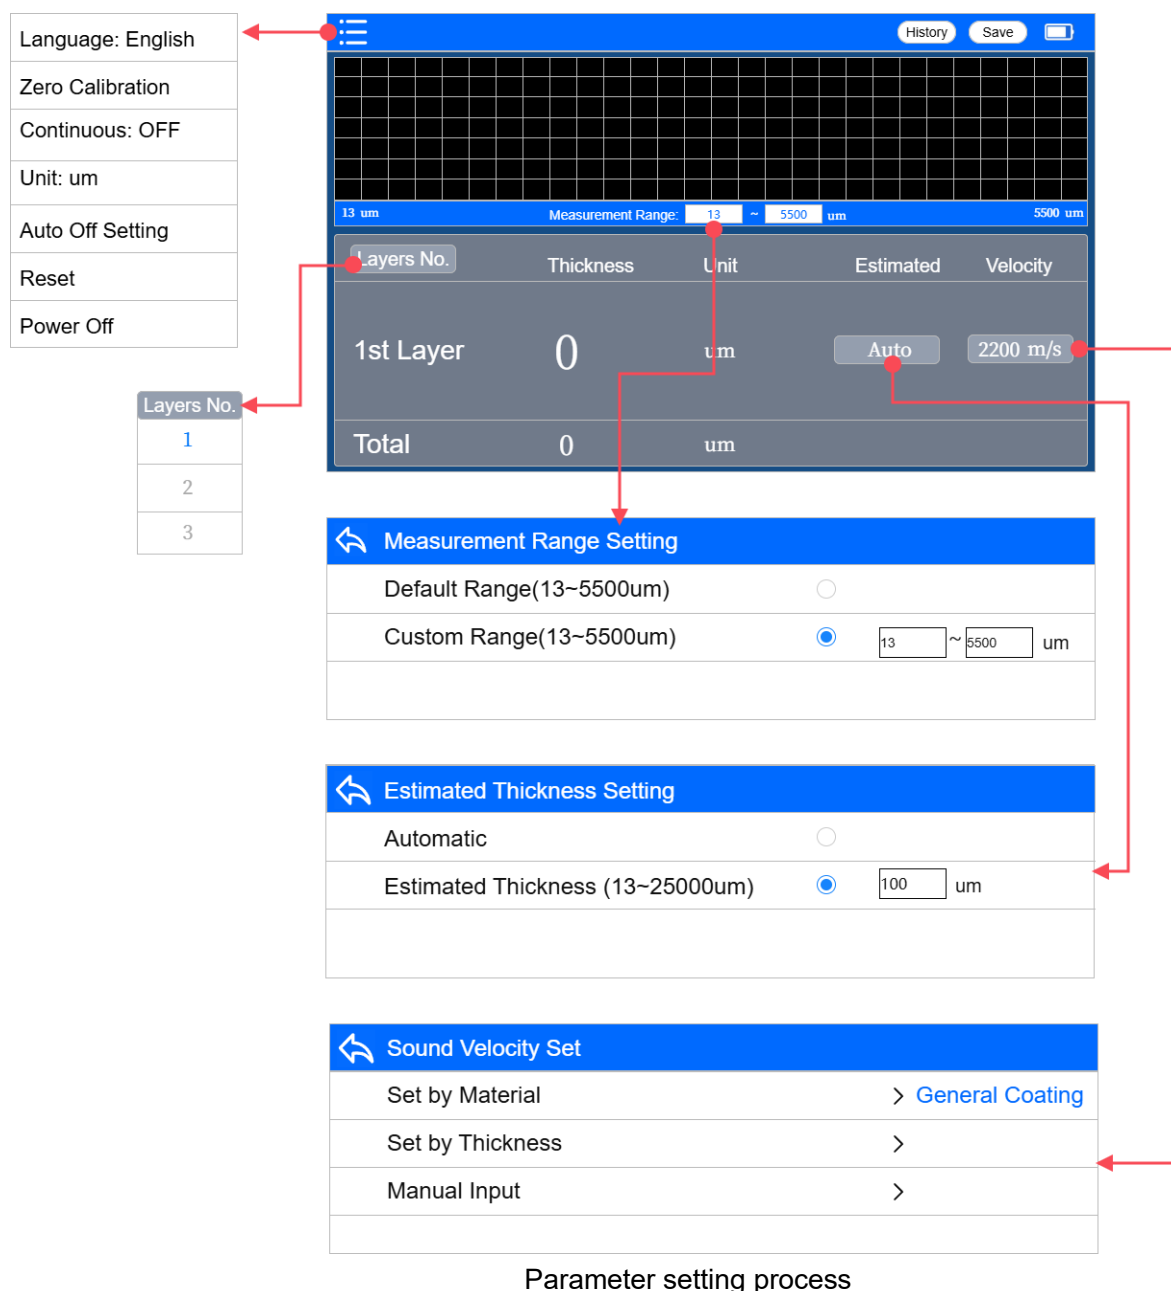 Language: English
Zero Calibration
Continuous: OFF
Unit: um
Auto Off Setting
Reset
Power Off
History Save
13 um Measurement Range: 13 ~ 5500 um 5500 um
Layers No. Thickness Unit Estimated Velocity
1st Layer 0 um Auto 2200 m/s
Total 0 um
Layers No.
1
2
3
Measurement Range Setting
Default Range(13~5500um)
Custom Range(13~5500um) 13 ~ 5500 um
Estimated Thickness Setting
Automatic
Estimated Thickness (13~25000um) 100 um
Sound Velocity Set
Set by Material > General Coating
Set by Thickness >
Manual Input >
Parameter setting process